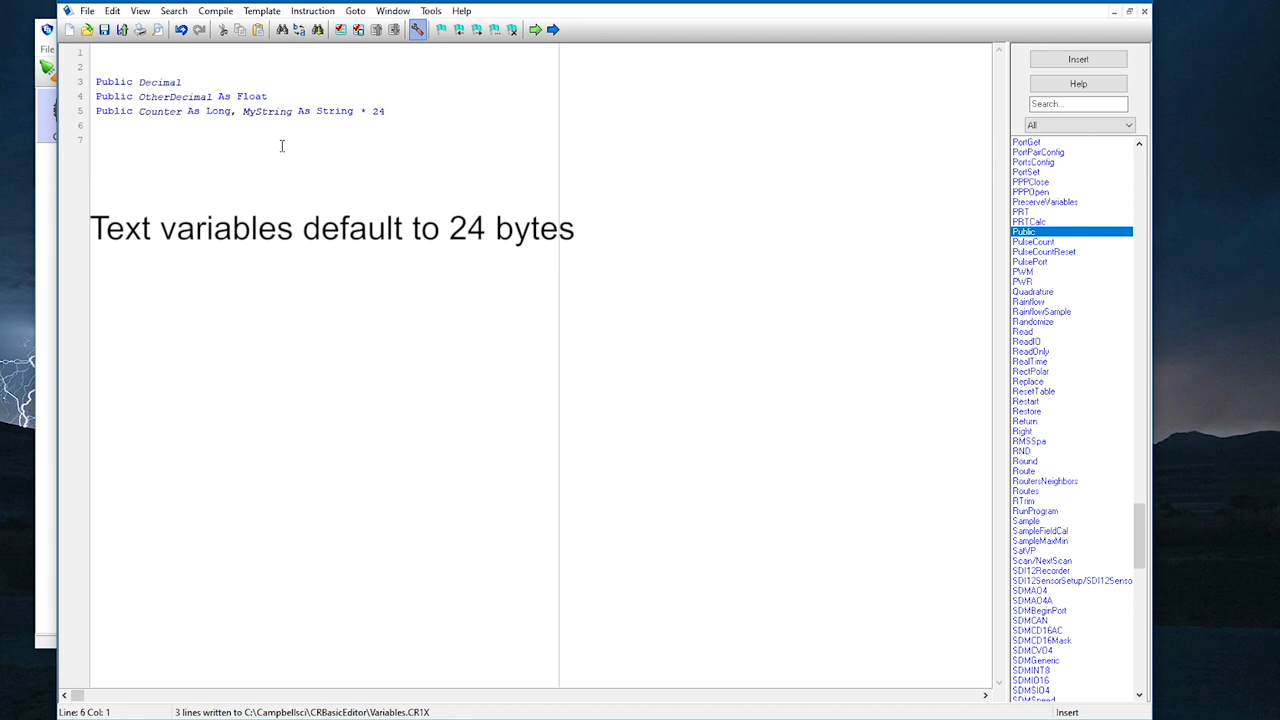 File Edit View Search Compile Template Instruction Goto Window Tools Help
File
1
2
3 Public Decimal
4 Public OtherDecimal As Float
5 Public Counter As Long, MyString As String * 24
6
7
Text variables default to 24 bytes
Insert
Help
Search...
All
PortGet
PortPairConfig
PortsConfig
PortSet
PPPClose
PPPOpen
PreserveVariables
PRT
PRTCalc
Public
PulseCount
PulseCountReset
PulsePort
PWM
PWR
Quadrature
Rainflow
RainflowSample
Randomize
Read
ReadIO
ReadOnly
RealTime
RectPolar
Replace
ResetTable
Restart
Restore
Return
Right
RMSSpa
RND
Round
Route
RoutersNeighbors
Routes
RTrim
RunProgram
Sample
SampleFieldCal
SampleMaxMin
SatVP
Scan/NextScan
SDI12Recorder
SDI12SensorSetup/SDI12Senso
SDMAO4
SDMAO4A
SDMBeginPort
SDMCAN
SDMCD16AC
SDMCD16Mask
SDMCVO4
SDMGeneric
SDMINT8
SDMIO16
SDMSIO4
SDMSpeed
Line: 6 Col: 1 3 lines written to C:\Campbellsci\CRBasicEditor\Variables.CR1X Insert